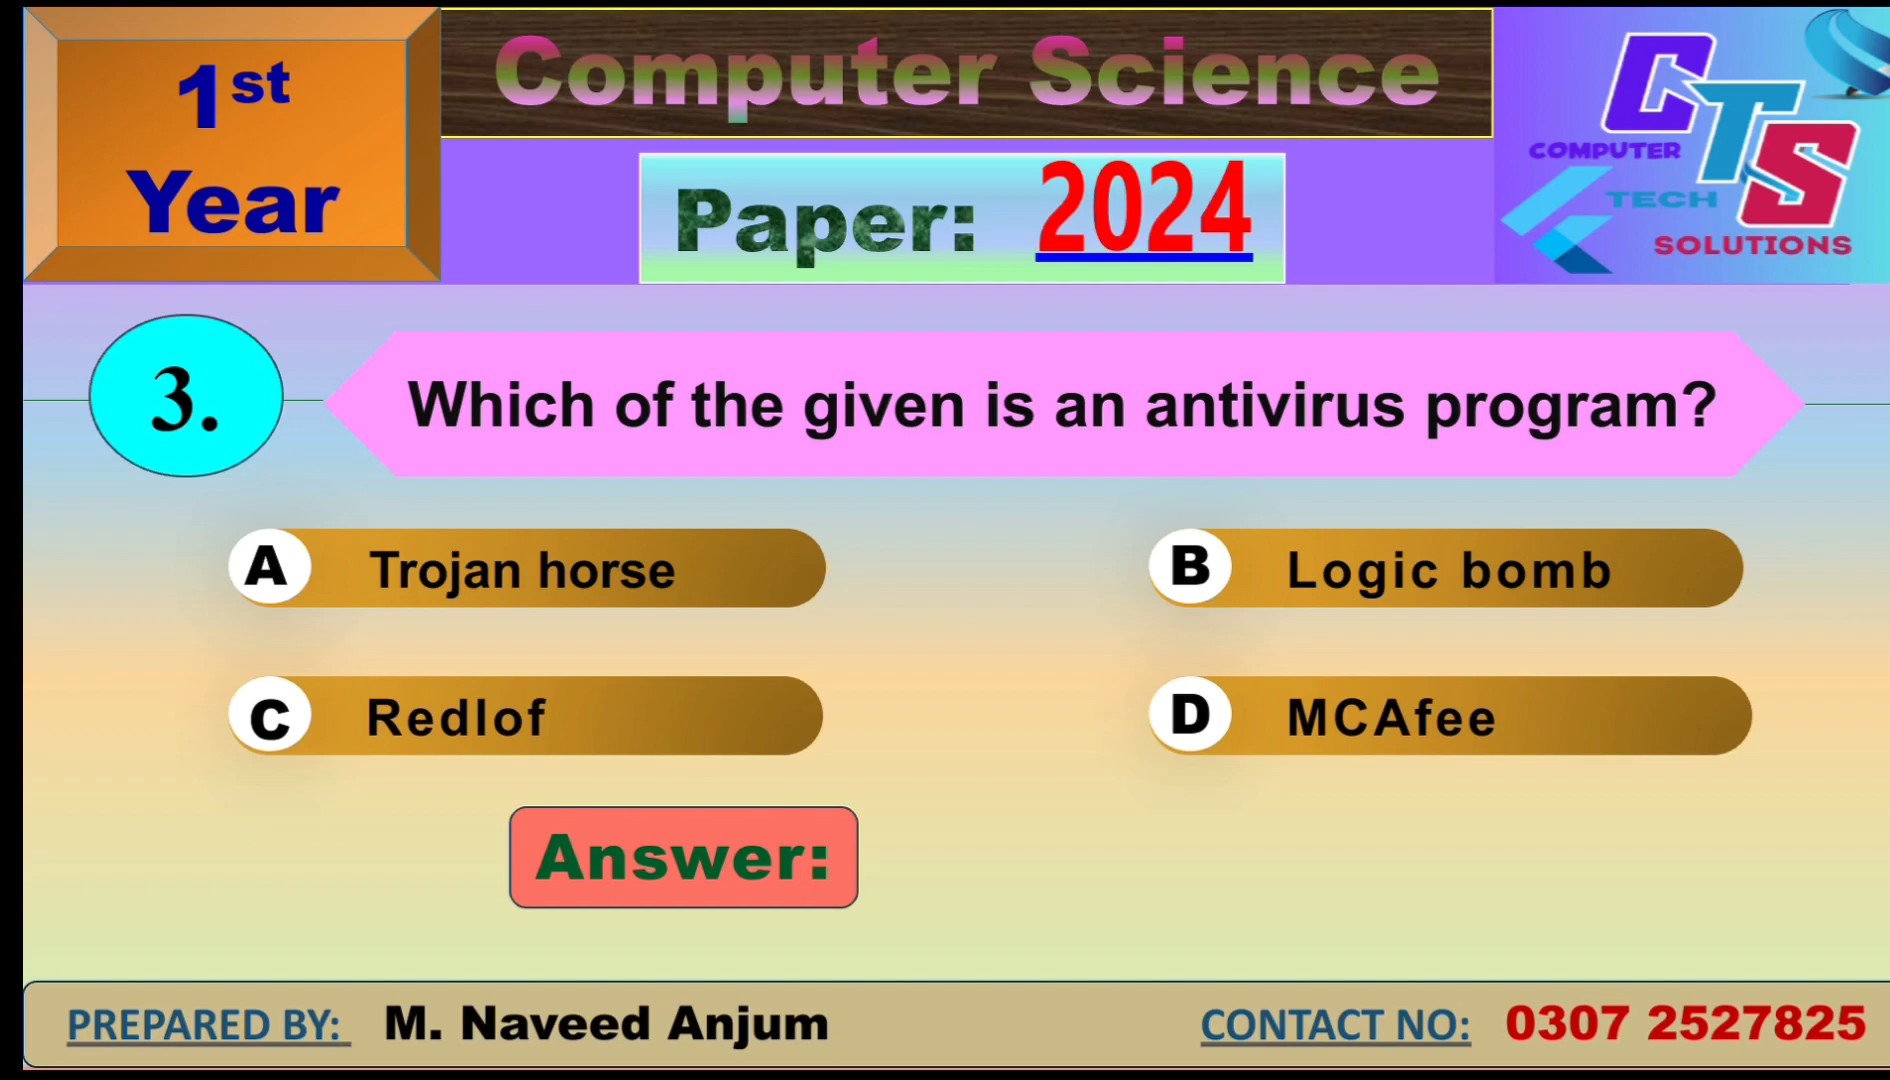 1st
Year
Computer Science
Paper: 2024
CTS
COMPUTER
TECH
SOLUTIONS
3. Which of the given is an antivirus program?
A Trojan horse
B Logic bomb
C Redlof
D MCAfee
Answer:
PREPARED BY: M. Naveed Anjum
CONTACT NO: 0307 2527825